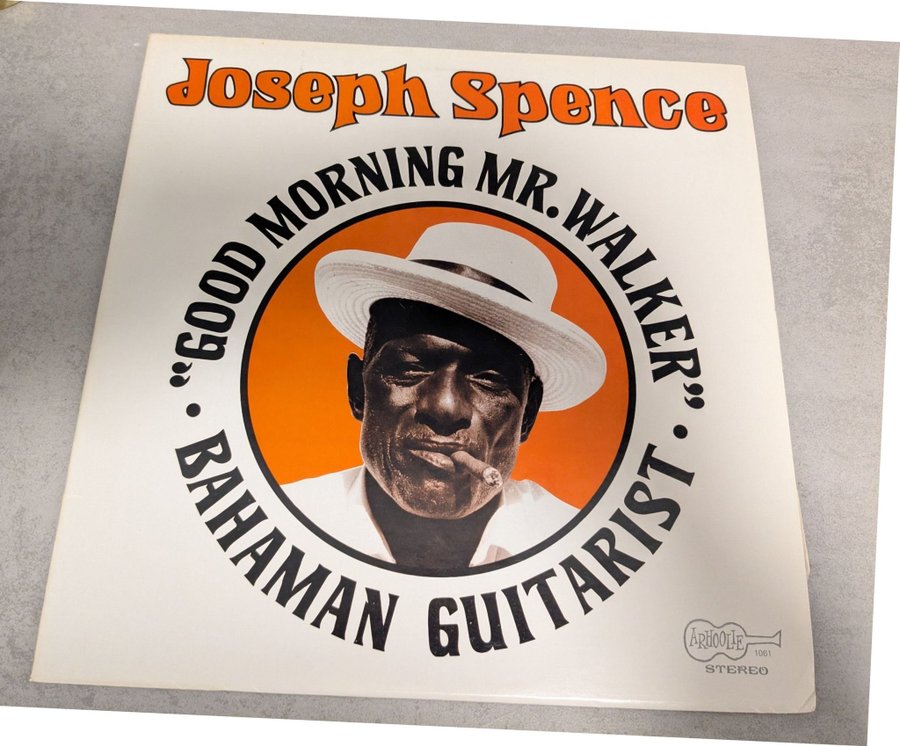 Joseph Spence
"GOOD MORNING MR. WALKER"
• BAHAMAN GUITARIST •
ARHOOLIE
1061
STEREO